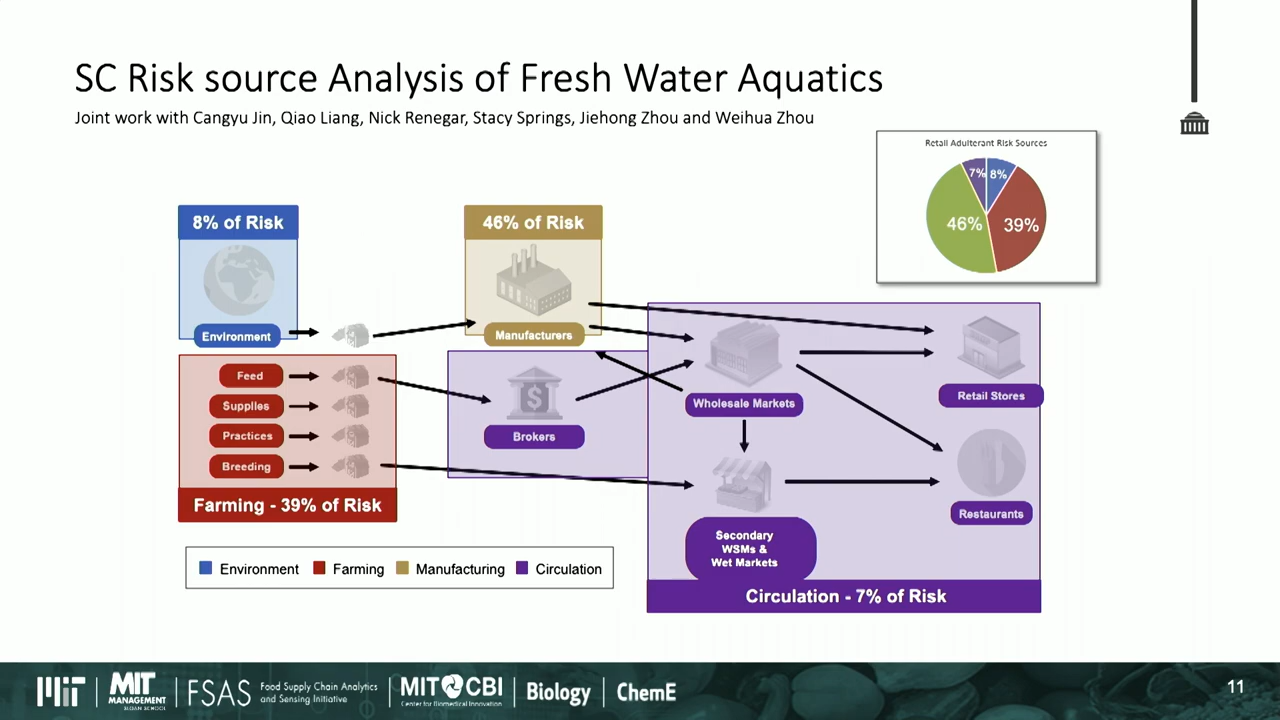 SC Risk source Analysis of Fresh Water Aquatics
Joint work with Cangyu Jin, Qiao Liang, Nick Renegar, Stacy Springs, Jiehong Zhou and Weihua Zhou
Retail Adulterant Risk Sources
7%
8%
46%
39%
8% of Risk
46% of Risk
Environment
Manufacturers
Feed
Supplies
Practices
Breeding
Farming - 39% of Risk
Brokers
Wholesale Markets
Retail Stores
Restaurants
Secondary
WSMs &
Wet Markets
Circulation - 7% of Risk
Environment
Farming
Manufacturing
Circulation
MIT
MIT
MANAGEMENT
SLOAN SCHOOL
FSAS
Food Supply Chain Analytics
and Sensing Initiative
MIT CBI
Center for Biomedical Innovation
Biology
ChemE
11